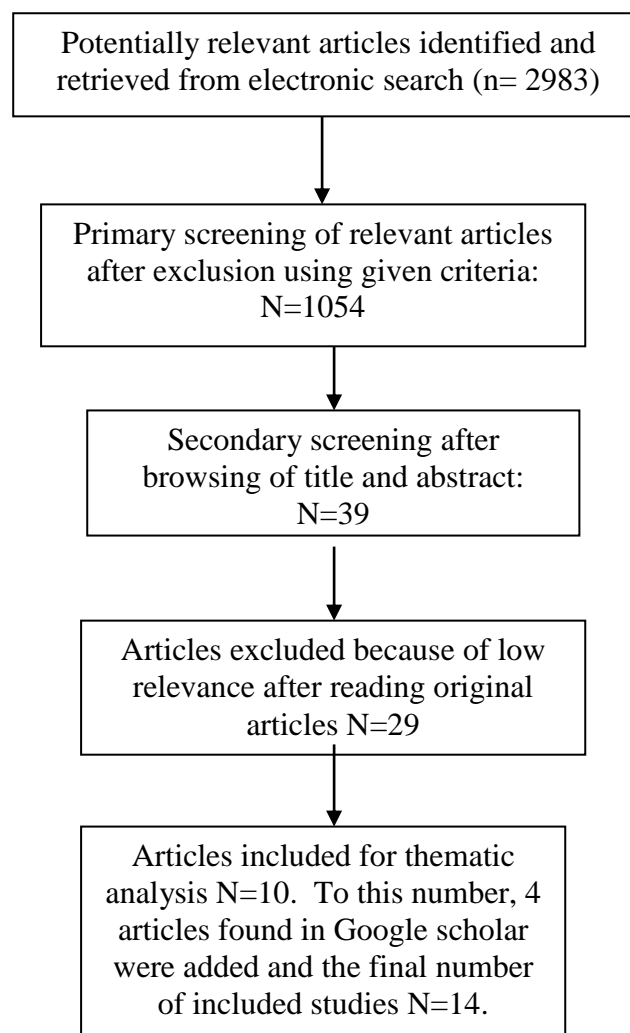 Potentially relevant articles identified and
retrieved from electronic search (n= 2983)
Primary screening of relevant articles
after exclusion using given criteria:
N=1054
Secondary screening after
browsing of title and abstract:
N=39
Articles excluded because of low
relevance after reading original
articles N=29
Articles included for thematic
analysis N=10.  To this number, 4
articles found in Google scholar
were added and the final number
of included studies N=14.